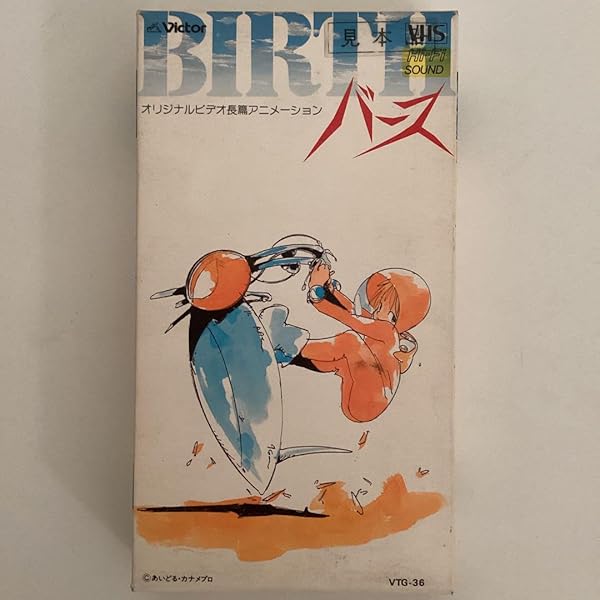 Victor
BIRTH
見本
VHS
Hi-Fi
SOUND
オリジナルビデオ長篇アニメーション
バース
©あいどる・カナメプロ
VTG-36